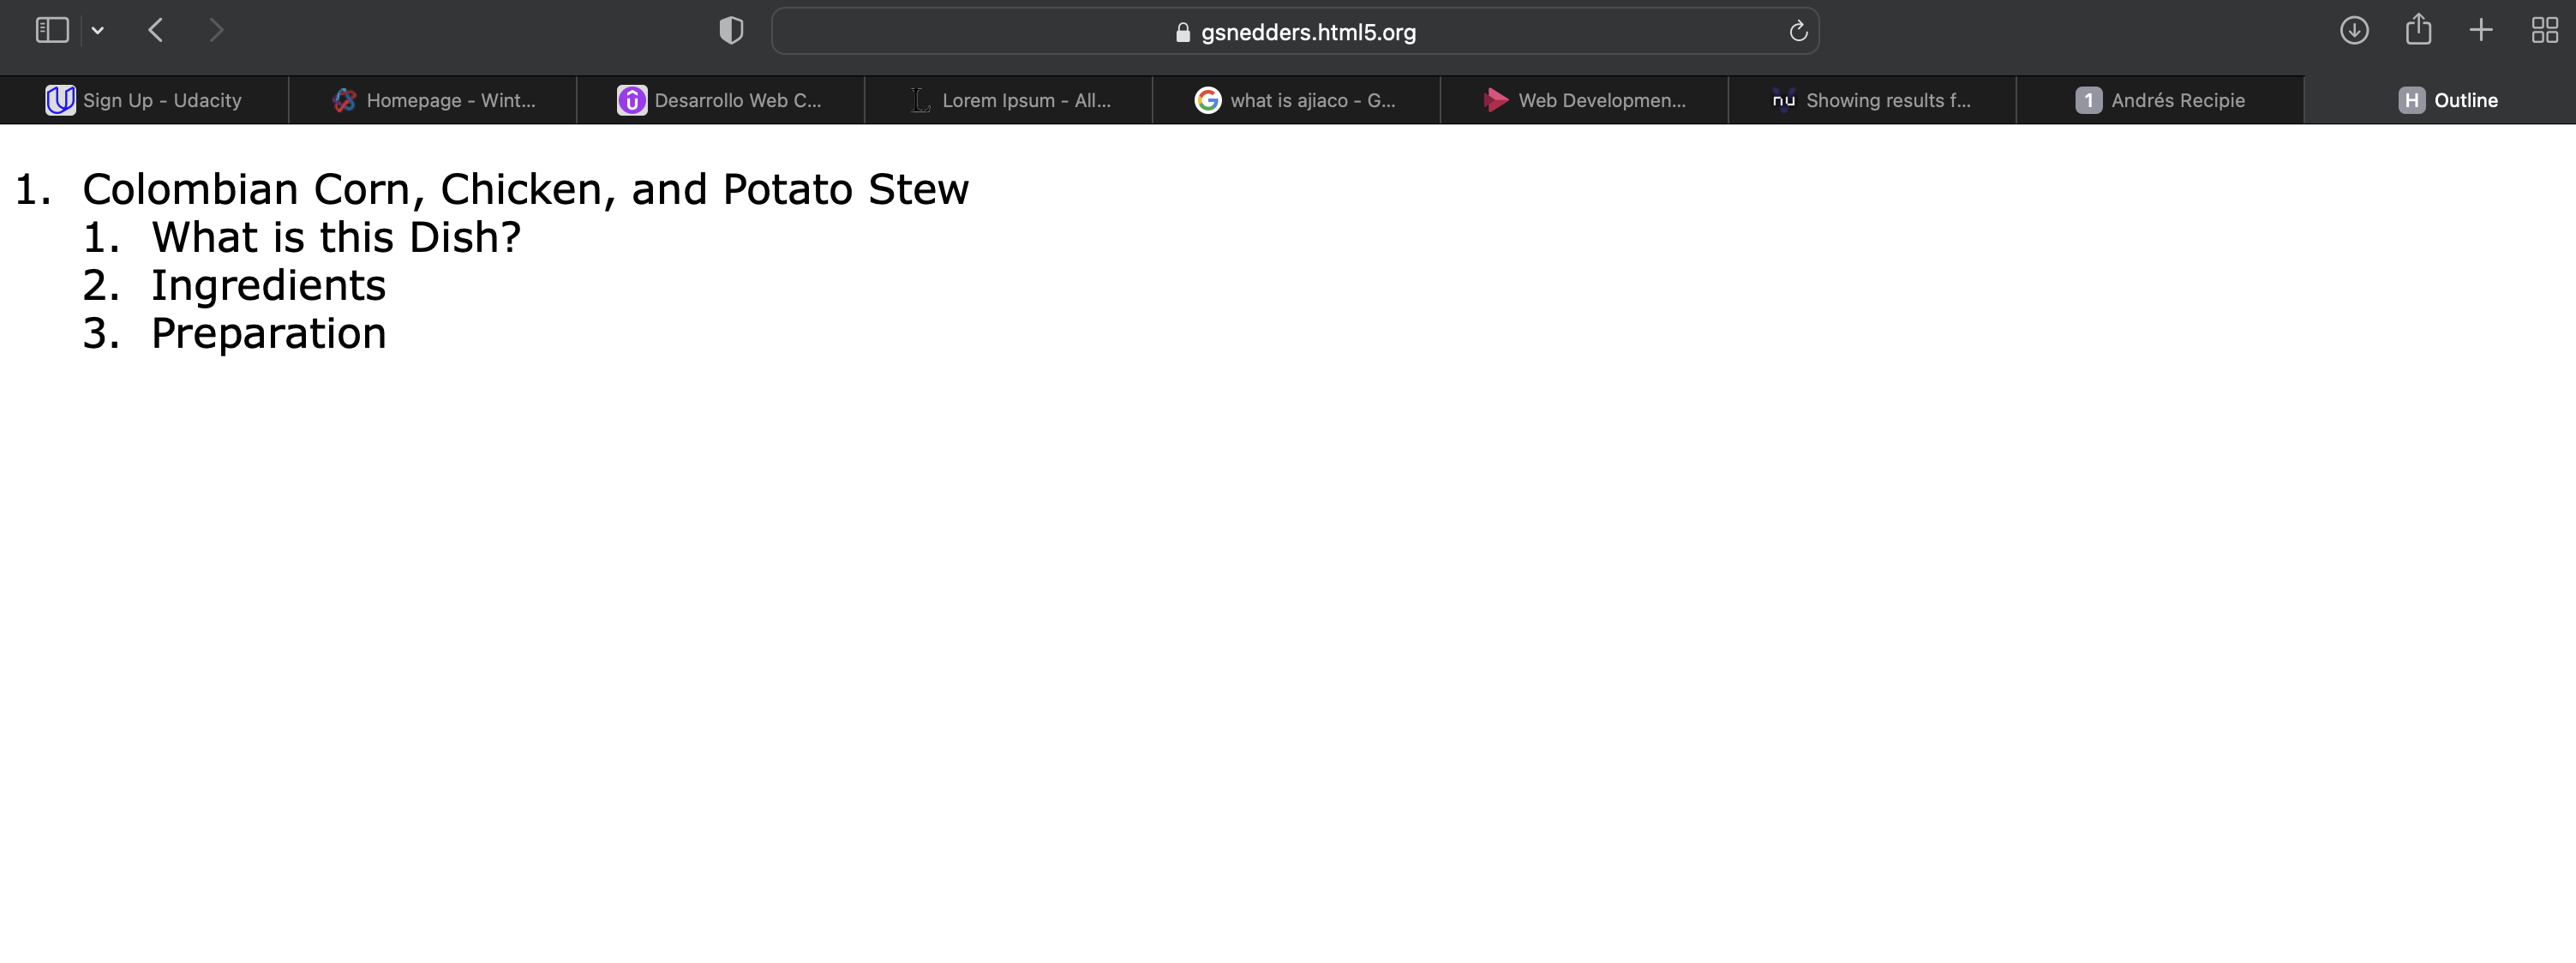 gsnedders.html5.org
Sign Up - Udacity
Homepage - Wint...
Desarrollo Web C...
Lorem Ipsum - All...
what is ajiaco - G...
Web Developmen...
nu Showing results f...
1 Andrés Recipie
H Outline
1. Colombian Corn, Chicken, and Potato Stew
1. What is this Dish?
2. Ingredients
3. Preparation